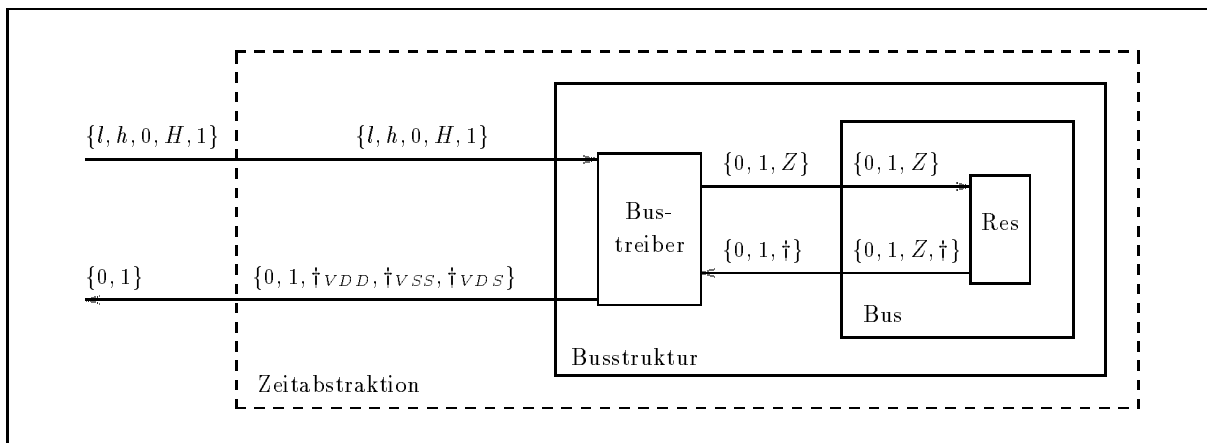 {l, h, 0, H, 1}
{l, h, 0, H, 1}
{0, 1, Z}
{0, 1, Z}
Bus-
treiber
Res
{0, 1, †}
{0, 1, Z, †}
{0, 1}
{0, 1, †VDD, †VSS, †VDS}
Bus
Busstruktur
Zeitabstraktion